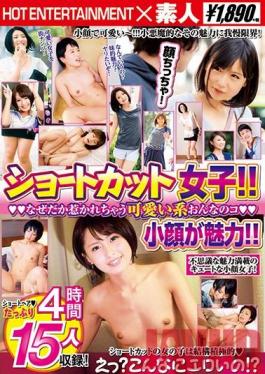 HOT ENTERTAINMENT×素人
¥1,890
小顔で可愛い~!!!小悪魔的なその魅力に我慢限界!
顔ちっちゃ!
ショートカット女子!!
♥♥なぜだか惹かれちゃう可愛い系おんなのコ♥♥
小顔が魅力!!
不思議な魅力満載の
キュートな小顔女子!
ショートヘア♥
たっぷり
4時間
15人
収録!
ショートカットの女の子は結構積極的♥
えっ?こんなにエロいの!?